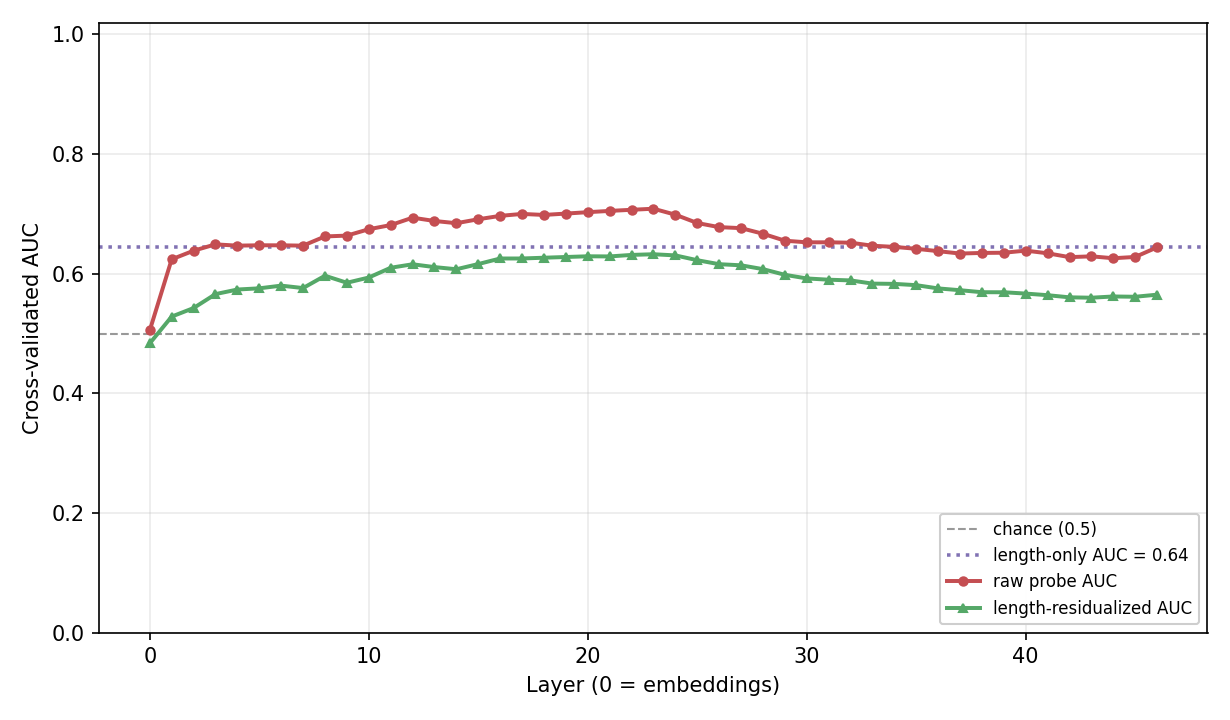 1.0
0.8
0.6
0.4
0.2
0.0
Cross-validated AUC
chance (0.5)
length-only AUC = 0.64
raw probe AUC
length-residualized AUC
0 10 20 30 40
Layer (0 = embeddings)